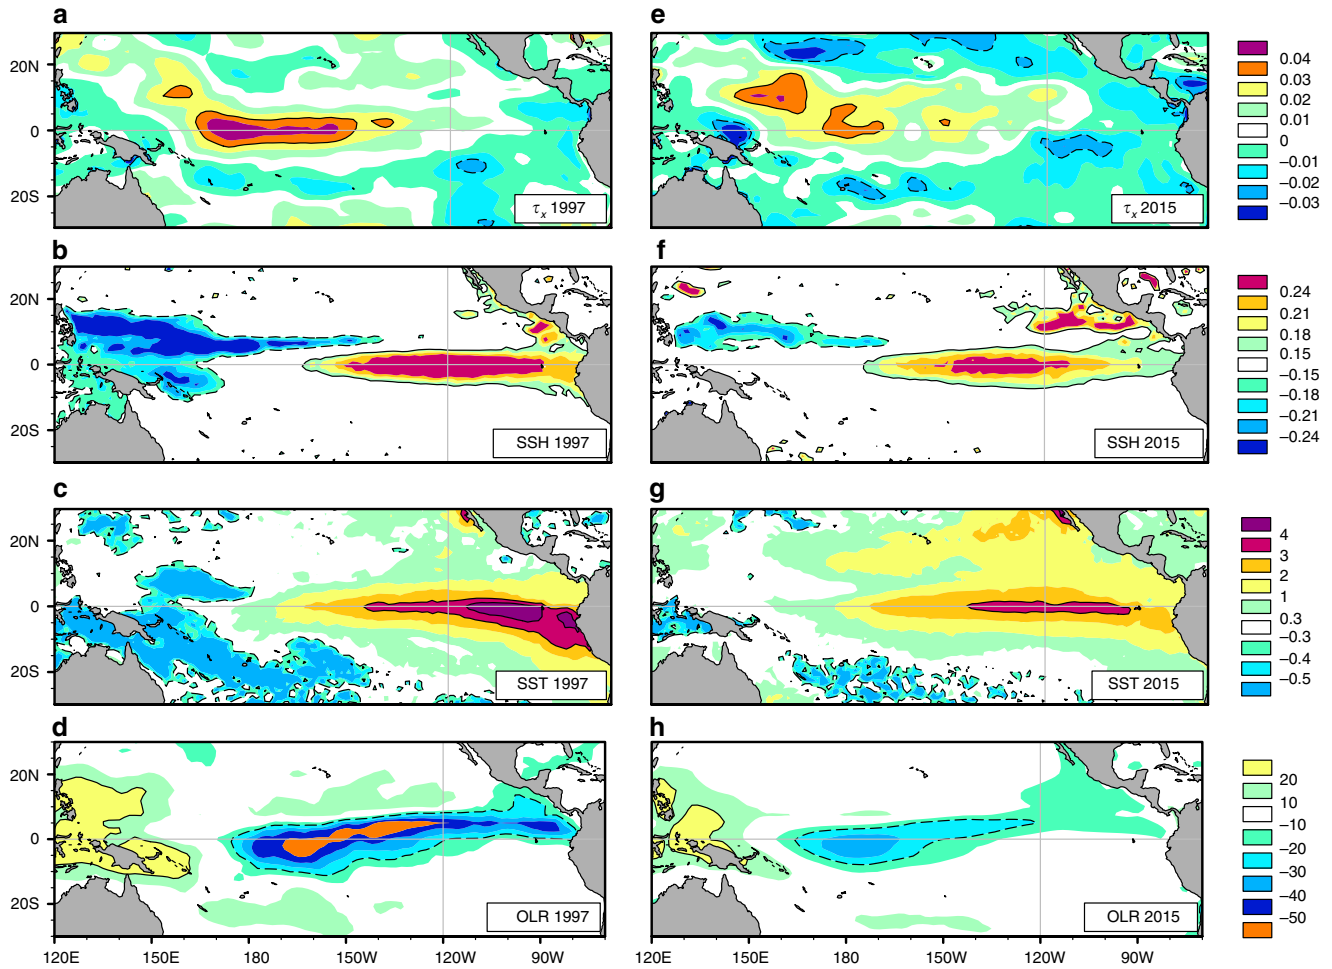 a
20N
0
20S
τx 1997
e
τx 2015
0.04
0.03
0.02
0.01
0
−0.01
−0.02
−0.03
b
20N
0
20S
SSH 1997
f
SSH 2015
0.24
0.21
0.18
0.15
−0.15
−0.18
−0.21
−0.24
c
20N
0
20S
SST 1997
g
SST 2015
4
3
2
1
0.3
−0.3
−0.4
−0.5
d
20N
0
20S
OLR 1997
120E 150E 180 150W 120W 90W
h
OLR 2015
120E 150E 180 150W 120W 90W
20
10
−10
−20
−30
−40
−50